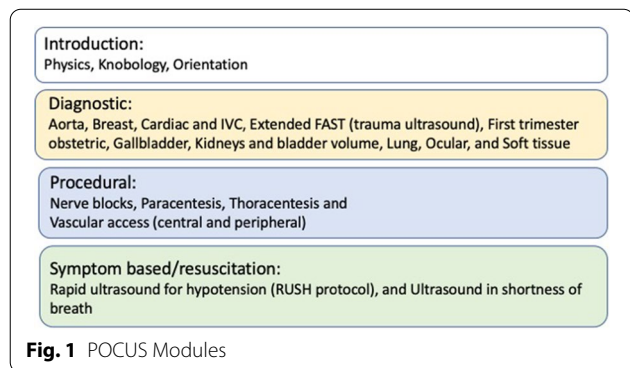 Introduction:
Physics, Knobology, Orientation
Diagnostic:
Aorta, Breast, Cardiac and IVC, Extended FAST (trauma ultrasound), First trimester
obstetric, Gallbladder, Kidneys and bladder volume, Lung, Ocular, and Soft tissue
Procedural:
Nerve blocks, Paracentesis, Thoracentesis and
Vascular access (central and peripheral)
Symptom based/resuscitation:
Rapid ultrasound for hypotension (RUSH protocol), and Ultrasound in shortness of
breath
Fig. 1 POCUS Modules